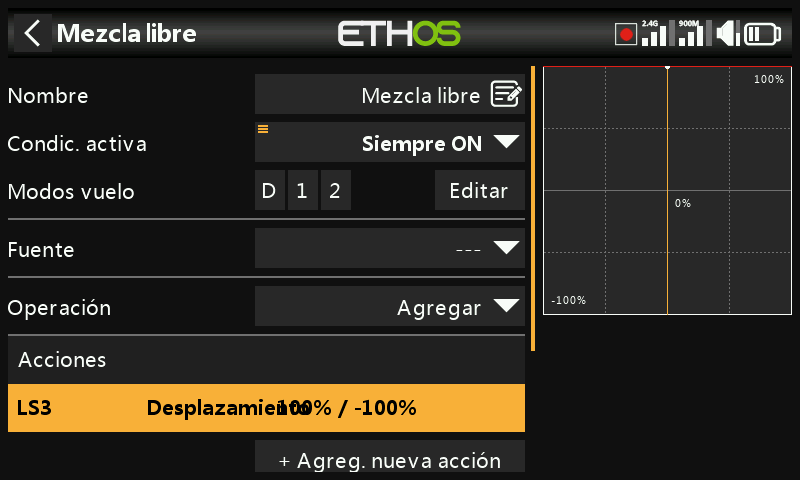 Mezcla libre
ETHOS
2.4G
900M
Nombre
Mezcla libre
Condic. activa
Siempre ON
Modos vuelo
D 1 2
Editar
Fuente
---
Operación
Agregar
Acciones
LS3 Desplazamiento 100% / -100%
+ Agreg. nueva acción
100%
0%
-100%